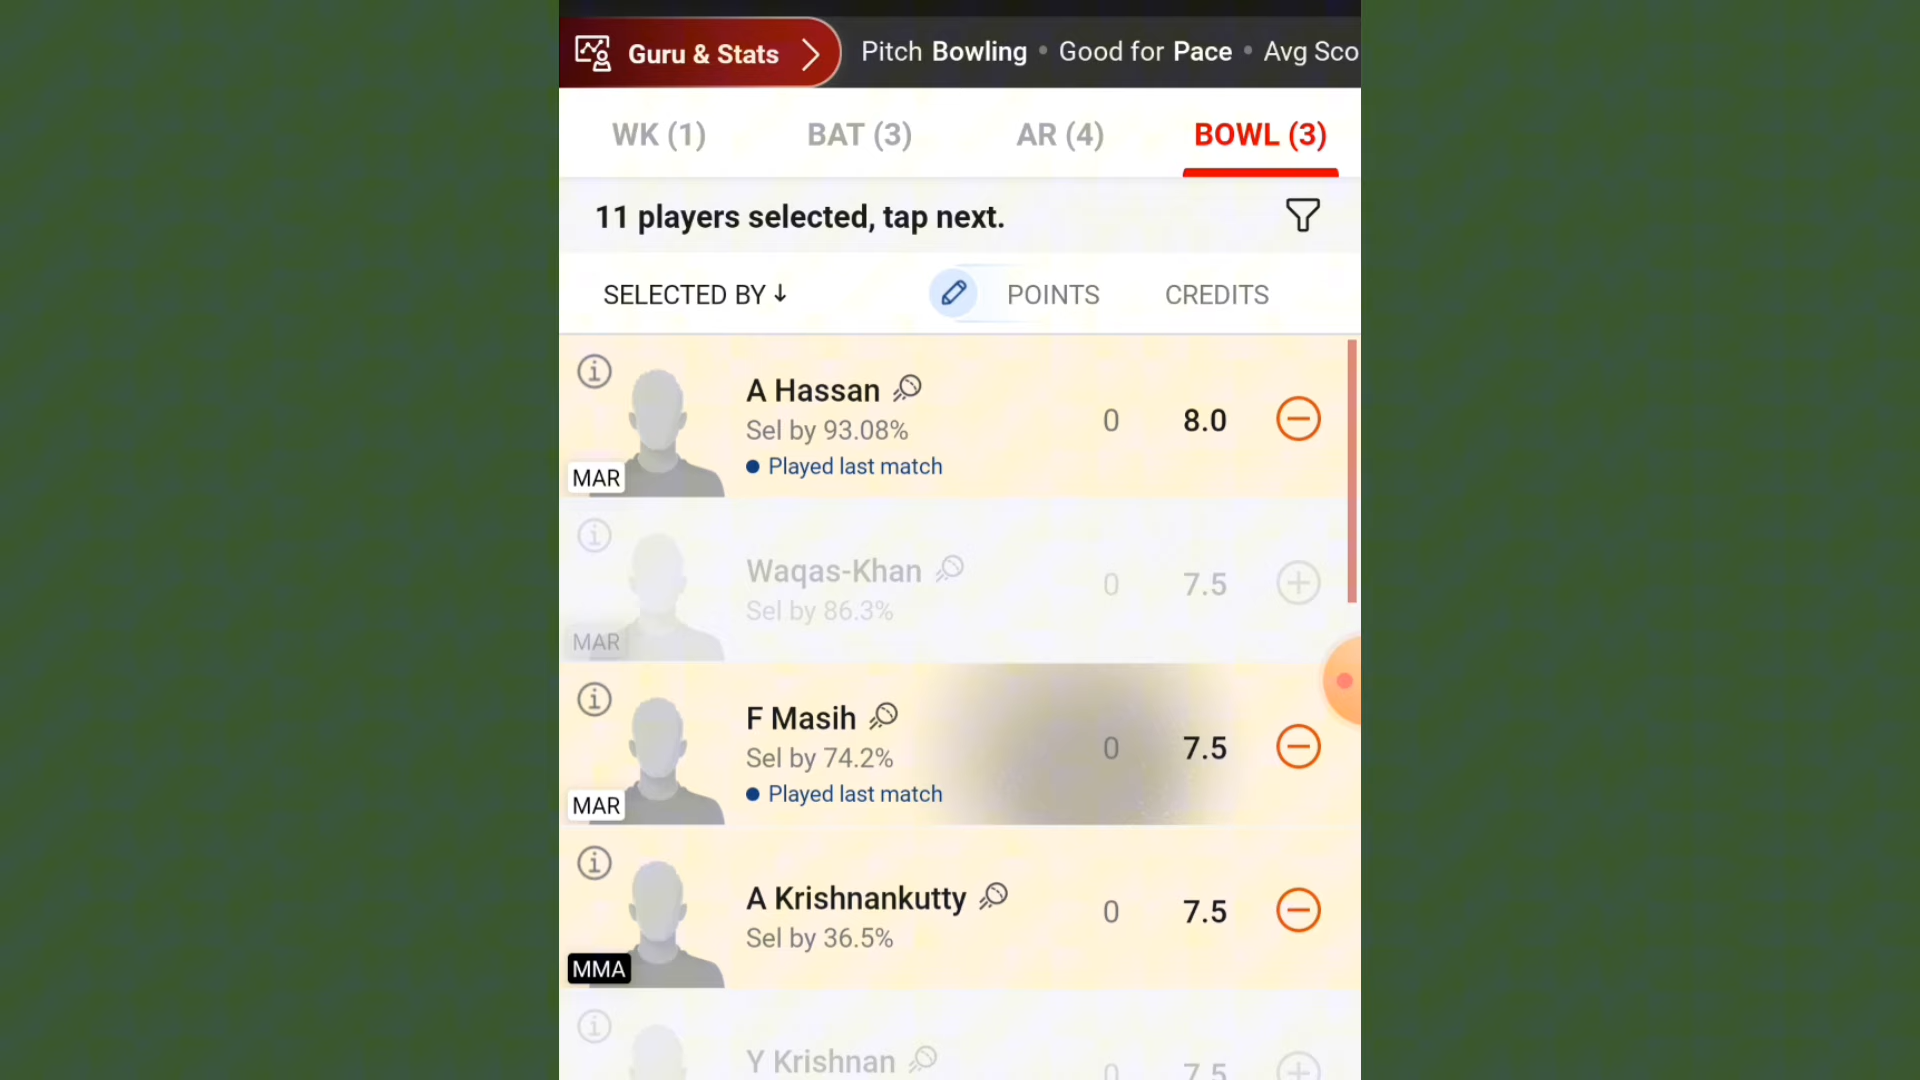 Guru & Stats
Pitch Bowling • Good for Pace • Avg Sco
WK (1) BAT (3) AR (4) BOWL (3)
11 players selected, tap next.
SELECTED BY ↓ POINTS CREDITS
A Hassan
Sel by 93.08% 0 8.0
• Played last match
MAR
Waqas-Khan
Sel by 86.3% 0 7.5
MAR
F Masih
Sel by 74.2% 0 7.5
• Played last match
MAR
A Krishnankutty
Sel by 36.5% 0 7.5
MMA
Y Krishnan 0 7.5